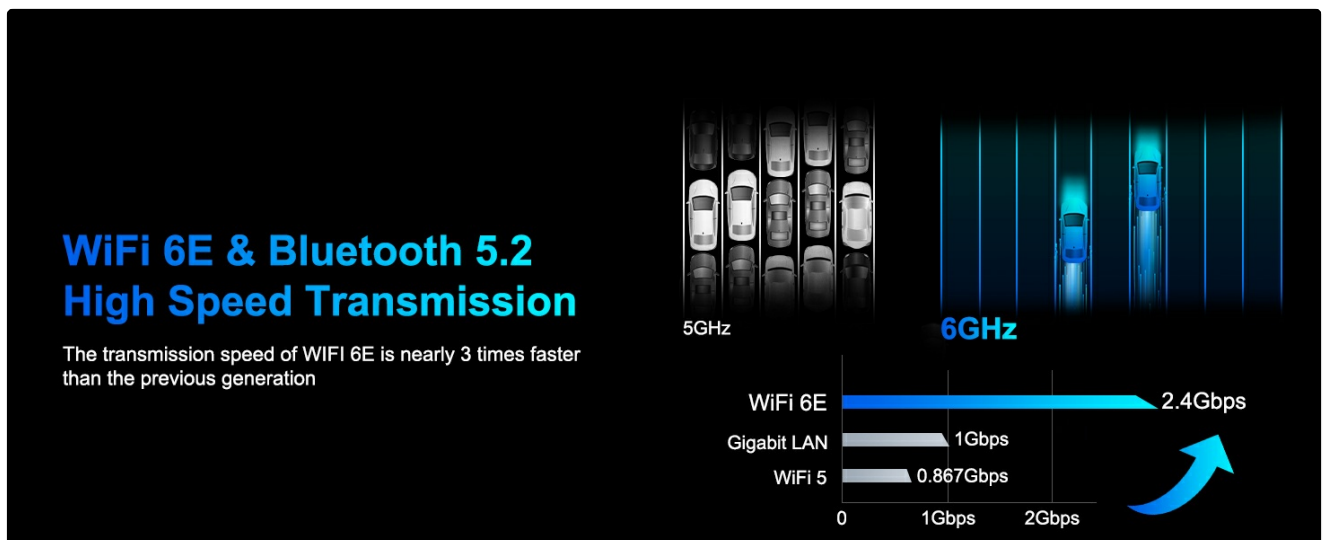 WiFi 6E & Bluetooth 5.2
High Speed Transmission
The transmission speed of WIFI 6E is nearly 3 times faster
than the previous generation
5GHz
6GHz
WiFi 6E
2.4Gbps
Gigabit LAN
1Gbps
WiFi 5
0.867Gbps
0
1Gbps
2Gbps